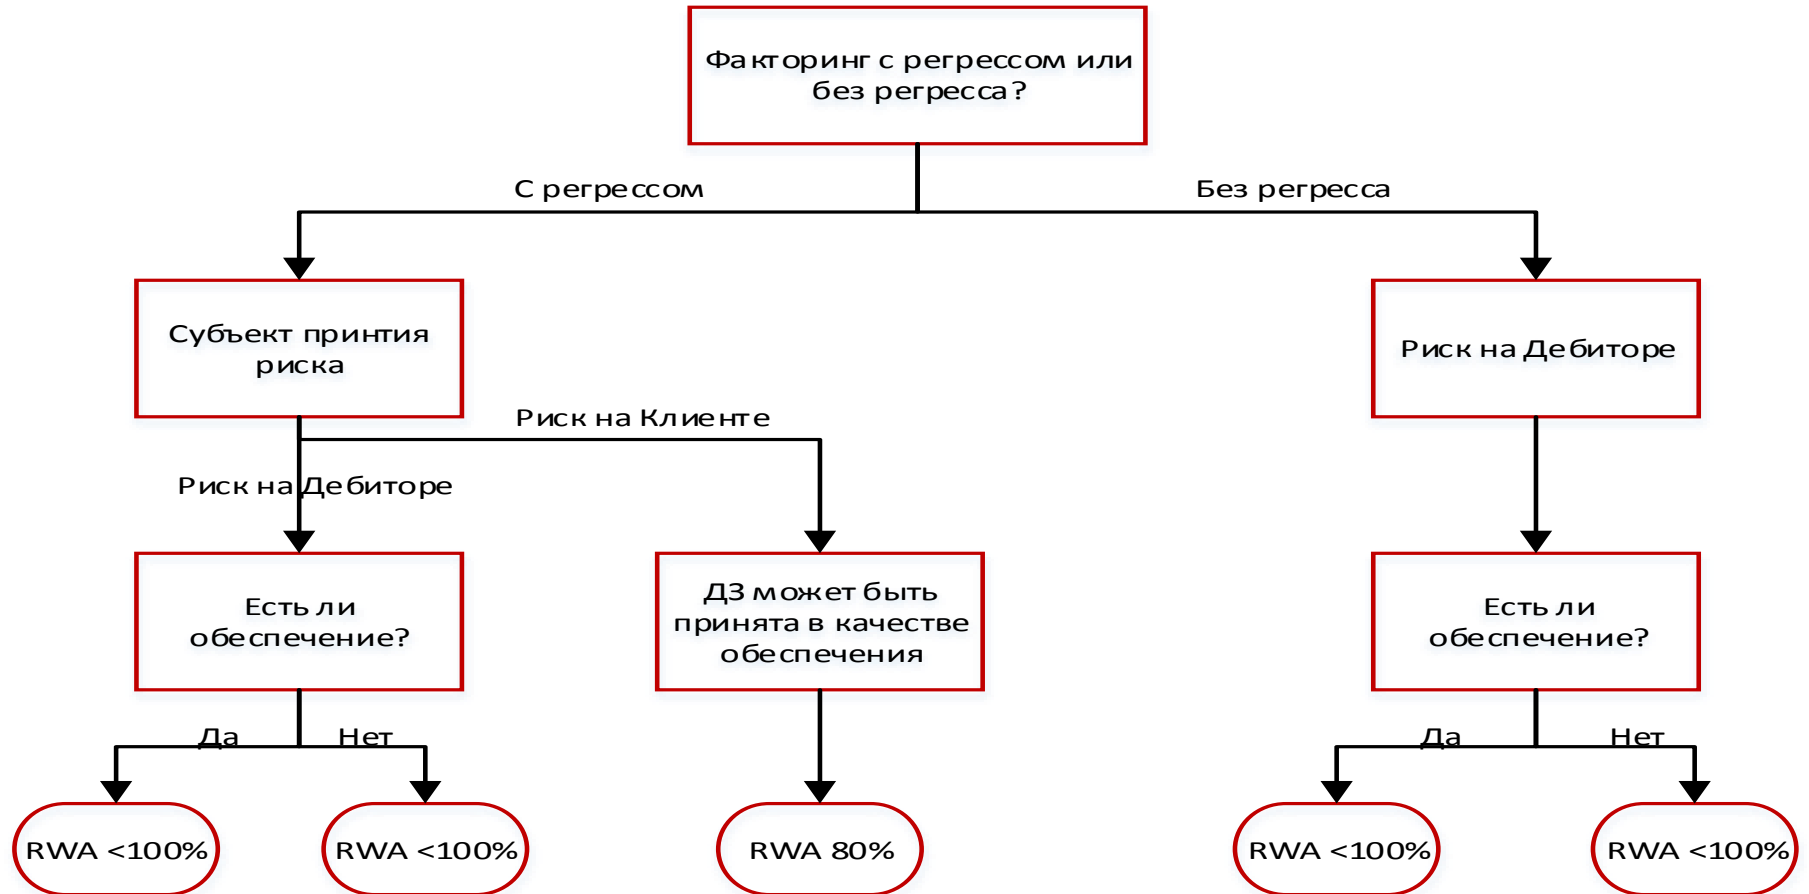 Факторинг с регрессом или
без регресса?
С регрессом
Без регресса
Субъект принтия
риска
Риск на Дебиторе
Риск на Клиенте
Риск на Дебиторе
Есть ли
обеспечение?
ДЗ может быть
принята в качестве
обеспечения
Есть ли
обеспечение?
Да
Нет
Да
Нет
RWA <100%
RWA <100%
RWA 80%
RWA <100%
RWA <100%